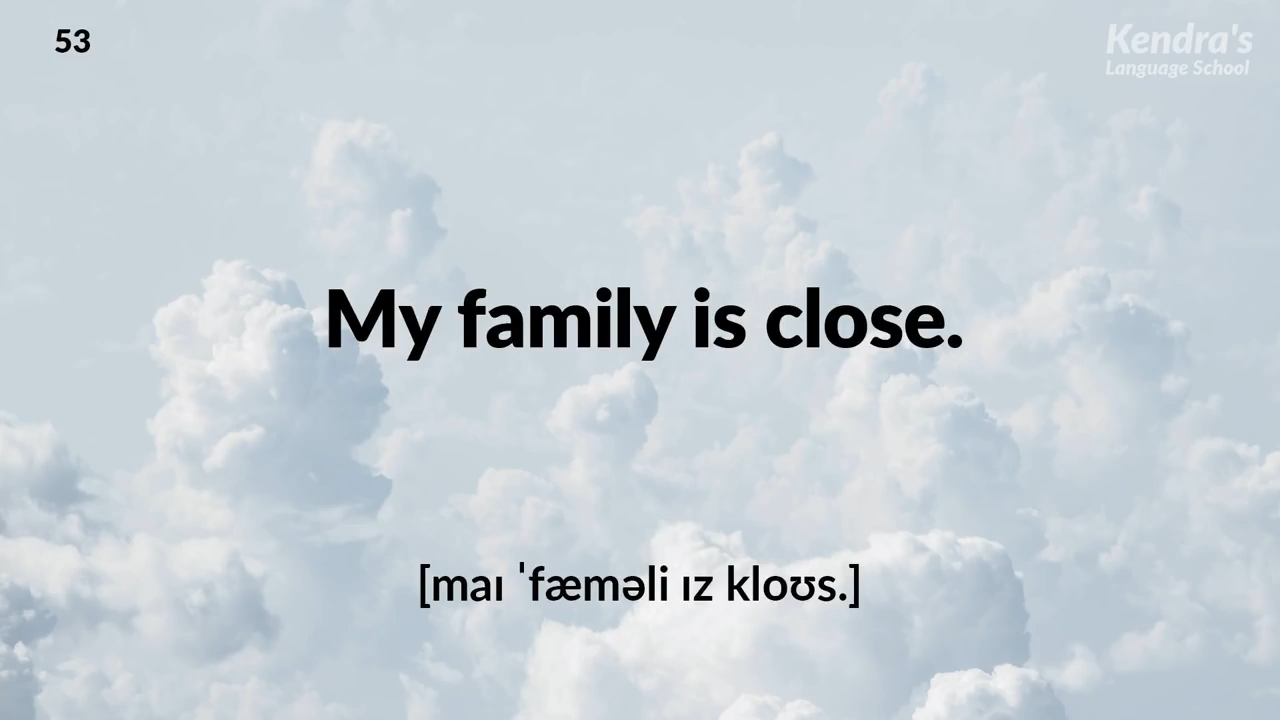 53
Kendra's
Language School
My family is close.
[maɪ ˈfæməli ɪz kloʊs.]